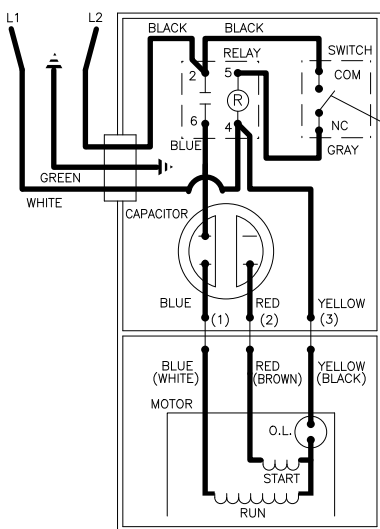 L1 L2
BLACK BLACK
RELAY SWITCH
2 5 COM
R
6 4 NC
BLUE GRAY
GREEN
WHITE
CAPACITOR
BLUE (1) RED (2) YELLOW (3)
BLUE (WHITE) RED (BROWN) YELLOW (BLACK)
MOTOR
O.L.
START
RUN